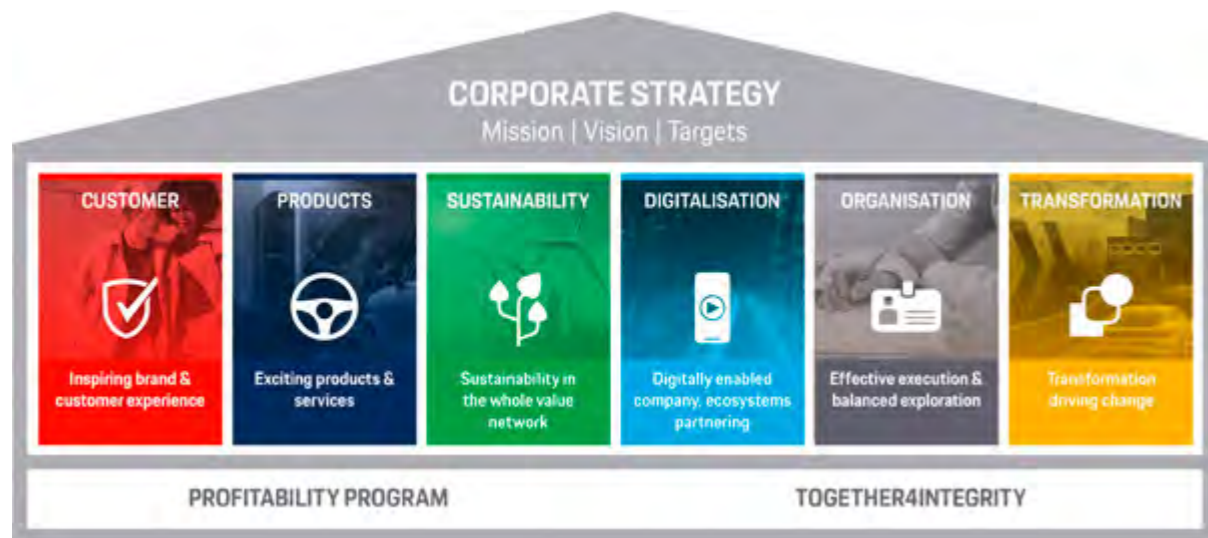 CORPORATE STRATEGY
Mission | Vision | Targets
CUSTOMER
Inspiring brand &
customer experience
PRODUCTS
Exciting products &
services
SUSTAINABILITY
Sustainability in
the whole value
network
DIGITALISATION
Digitally enabled
company, ecosystems
partnering
ORGANISATION
Effective execution &
balanced exploration
TRANSFORMATION
Transformation
driving change
PROFITABILITY PROGRAM
TOGETHER4INTEGRITY